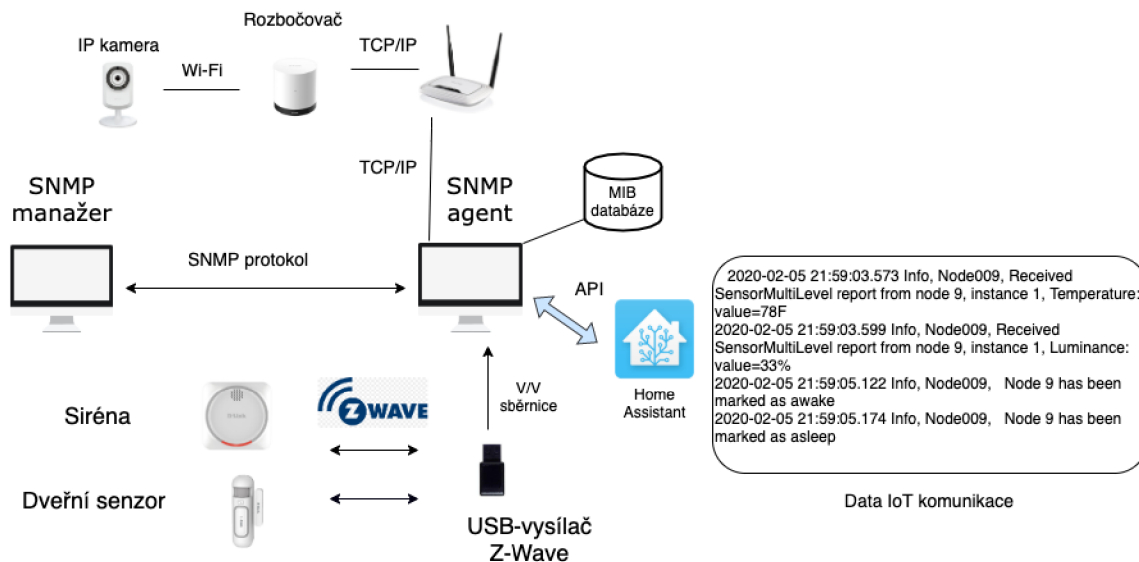 Rozbočovač
IP kamera
Wi-Fi
TCP/IP
TCP/IP
SNMP
manažer
SNMP
agent
MIB
databáze
SNMP protokol
API
2020-02-05 21:59:03.573 Info, Node009, Received
SensorMultiLevel report from node 9, instance 1, Temperature:
value=78F
2020-02-05 21:59:03.599 Info, Node009, Received
SensorMultiLevel report from node 9, instance 1, Luminance:
value=33%
2020-02-05 21:59:05.122 Info, Node009, Node 9 has been
marked as awake
2020-02-05 21:59:05.174 Info, Node009, Node 9 has been
marked as asleep
Home
Assistant
V/V
sběrnice
Siréna
Z WAVE
Dveřní senzor
USB-vysílač
Z-Wave
Data IoT komunikace